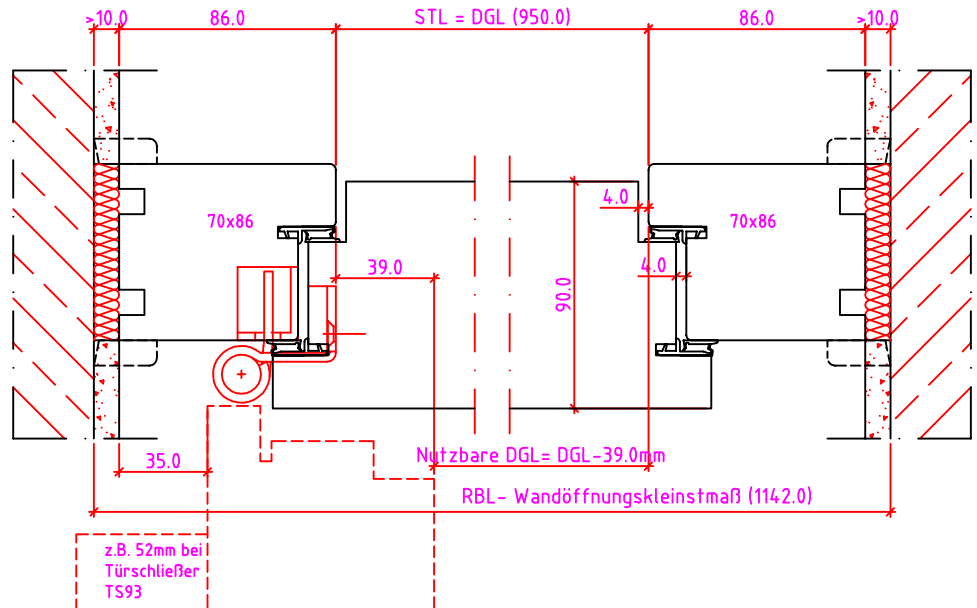 >10.0
86.0
STL = DGL (950.0)
86.0
>10.0
4.0
70x86
70x86
39.0
4.0
90.0
Nutzbare DGL= DGL-39.0mm
35.0
RBL- Wandöffnungskleinstmaß (1142.0)
z.B. 52mm bei
Türschließer
TS93